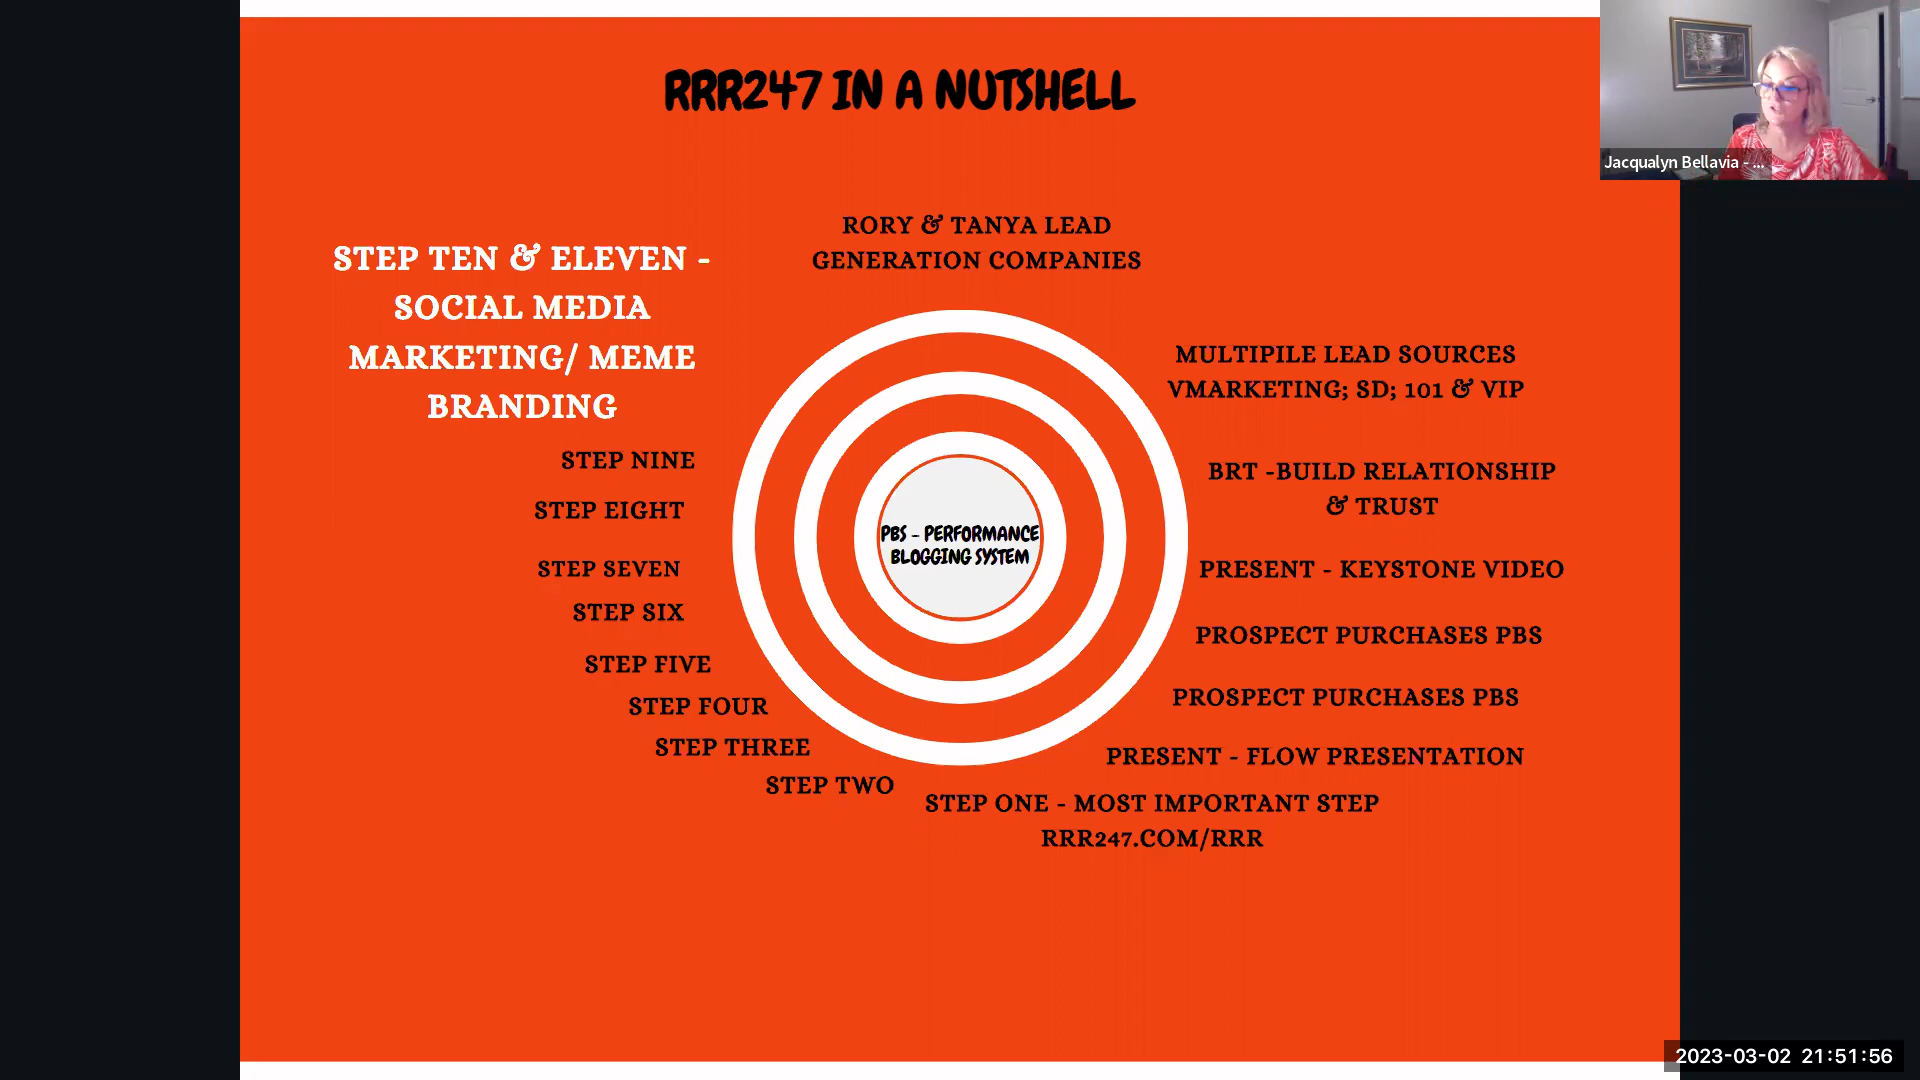 RRR247 IN A NUTSHELL
Jacqualyn Bellavia - ...
RORY & TANYA LEAD
GENERATION COMPANIES
STEP TEN & ELEVEN -
SOCIAL MEDIA
MARKETING/ MEME
BRANDING
MULTIPILE LEAD SOURCES
VMARKETING; SD; 101 & VIP
STEP NINE
BRT -BUILD RELATIONSHIP
& TRUST
STEP EIGHT
PBS - PERFORMANCE
BLOGGING SYSTEM
STEP SEVEN
PRESENT - KEYSTONE VIDEO
STEP SIX
PROSPECT PURCHASES PBS
STEP FIVE
PROSPECT PURCHASES PBS
STEP FOUR
STEP THREE
PRESENT - FLOW PRESENTATION
STEP TWO
STEP ONE - MOST IMPORTANT STEP
RRR247.COM/RRR
2023-03-02 21:51:56